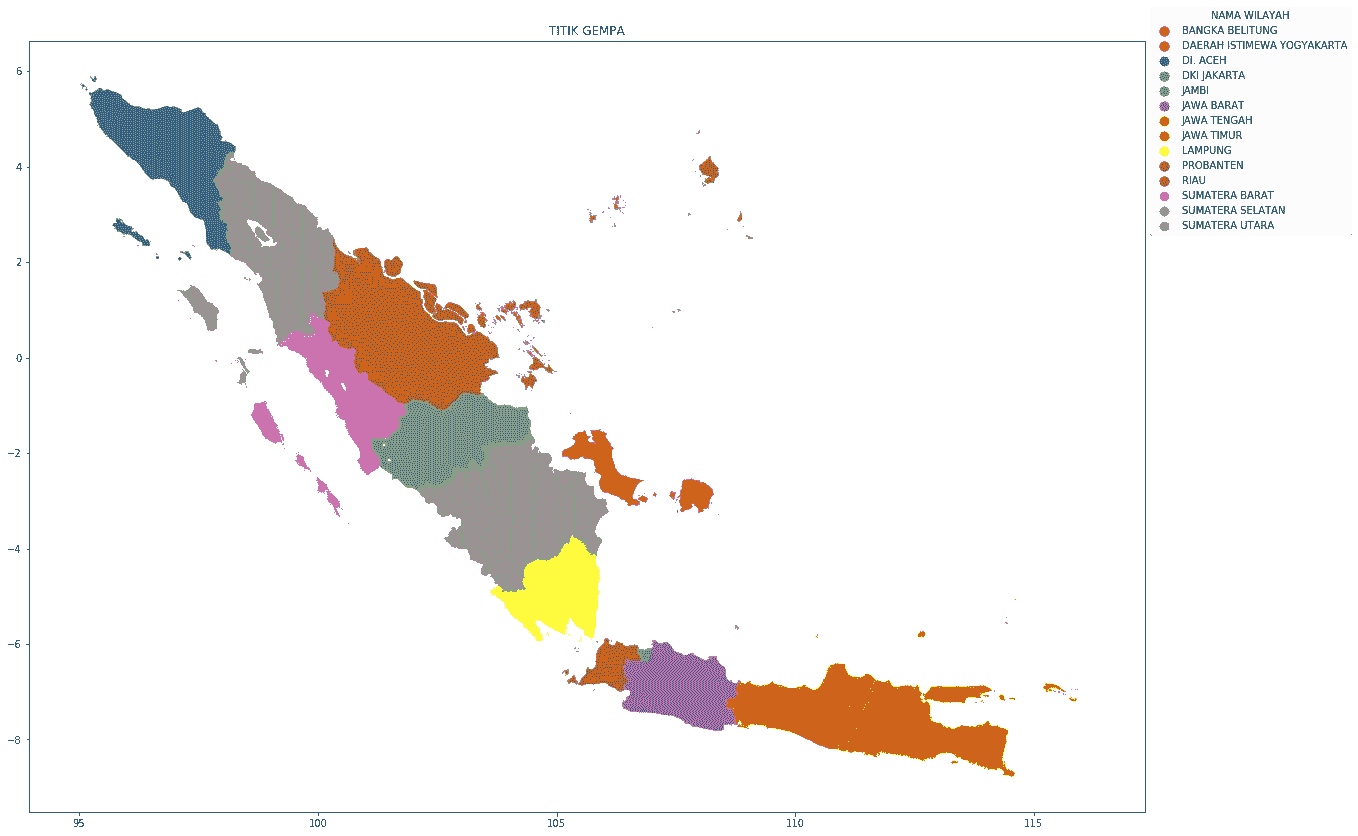 TITIK GEMPA
NAMA WILAYAH
BANGKA BELITUNG
DAERAH ISTIMEWA YOGYAKARTA
DI. ACEH
DKI JAKARTA
JAMBI
JAWA BARAT
JAWA TENGAH
JAWA TIMUR
LAMPUNG
PROBANTEN
RIAU
SUMATERA BARAT
SUMATERA SELATAN
SUMATERA UTARA
6
4
2
0
−2
−4
−6
−8
95 100 105 110 115